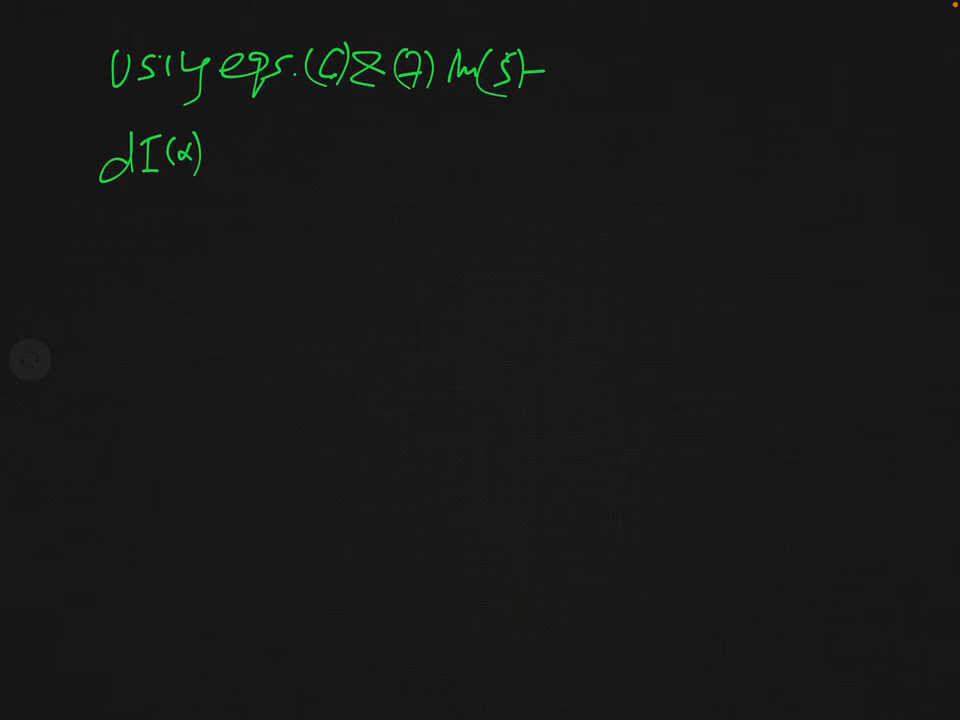 Using eqs. (6) & (7) in (5)-
dI(α)